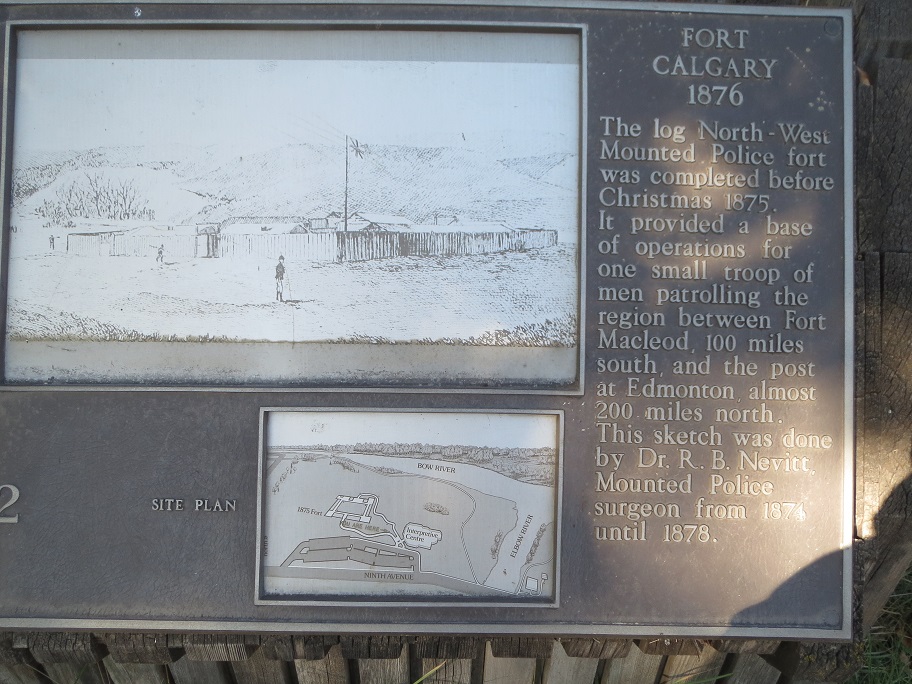 FORT
CALGARY
1876
The log North-West
Mounted Police fort
was completed before
Christmas 1875.
It provided a base
of operations for
one small troop of
men patrolling the
region between Fort
Macleod, 100 miles
south, and the post
at Edmonton, almost
200 miles north.
This sketch was done
by Dr. R. B. Nevitt,
Mounted Police
surgeon from 1874
until 1878.
2
SITE PLAN
BOW RIVER
1875 Fort
YOU ARE HERE
Interpretive
Centre
ELBOW RIVER
NINTH AVENUE